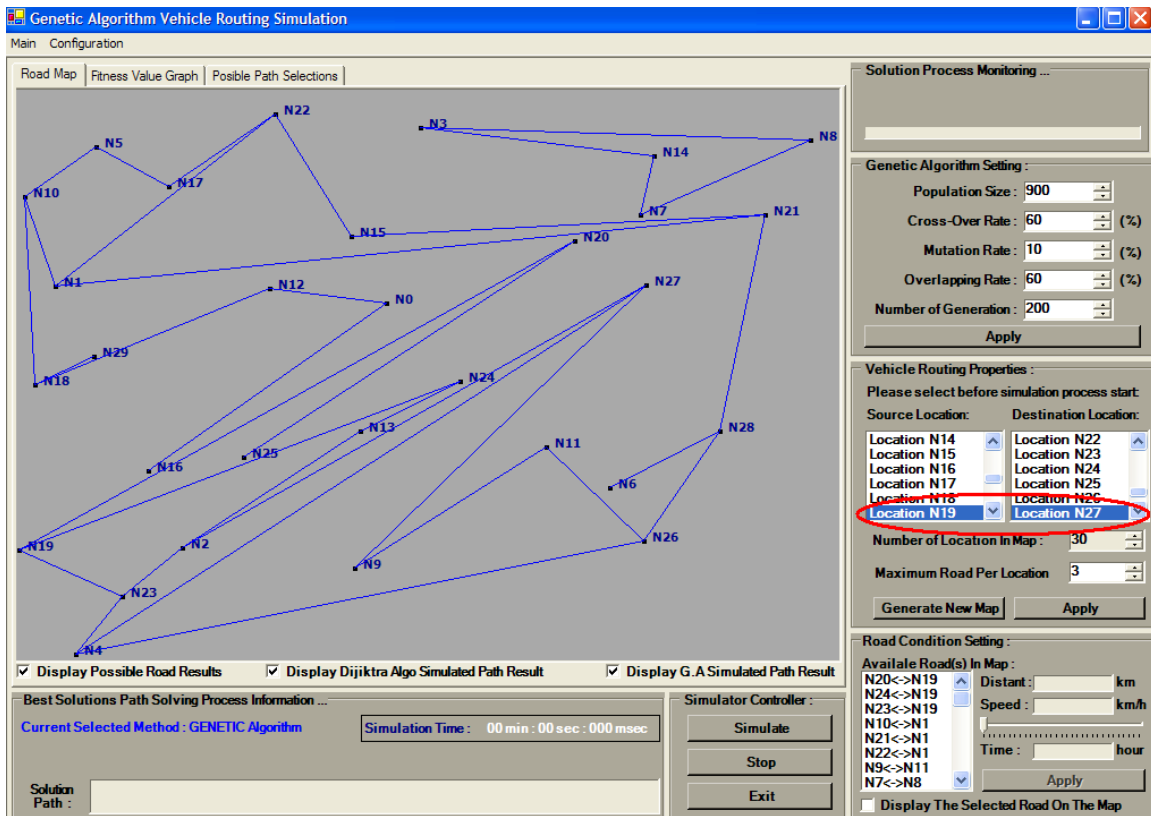 Genetic Algorithm Vehicle Routing Simulation
Main Configuration
Road Map Fitness Value Graph Posible Path Selections
N22
N3
N8
N5
N14
N17
N10
N7
N21
N15
N20
N1
N12
N27
N0
N29
N18
N24
N13
N28
N11
N25
N16
N6
N19
N2
N26
N9
N23
N4
Display Possible Road Results Display Dijiktra Algo Simulated Path Result Display G.A Simulated Path Result
Best Solutions Path Solving Process Information ...
Current Selected Method : GENETIC Algorithm
Simulation Time : 00 min : 00 sec : 000 msec
Solution
Path :
Simulator Controller :
Simulate
Stop
Exit
Solution Process Monitoring ...
Genetic Algorithm Setting :
Population Size : 900
Cross-Over Rate : 60 (%)
Mutation Rate : 10 (%)
Overlapping Rate : 60 (%)
Number of Generation : 200
Apply
Vehicle Routing Properties :
Please select before simulation process start:
Source Location: Destination Location:
Location N14 Location N22
Location N15 Location N23
Location N16 Location N24
Location N17 Location N25
Location N18 Location N26
Location N19 Location N27
Number of Location In Map : 30
Maximum Road Per Location 3
Generate New Map Apply
Road Condition Setting :
Availale Road(s) In Map :
N20<->N19
N24<->N19
N23<->N19
N10<->N1
N21<->N1
N22<->N1
N9<->N11
N7<->N8
Distant : km
Speed : km/h
Time : hour
Apply
Display The Selected Road On The Map